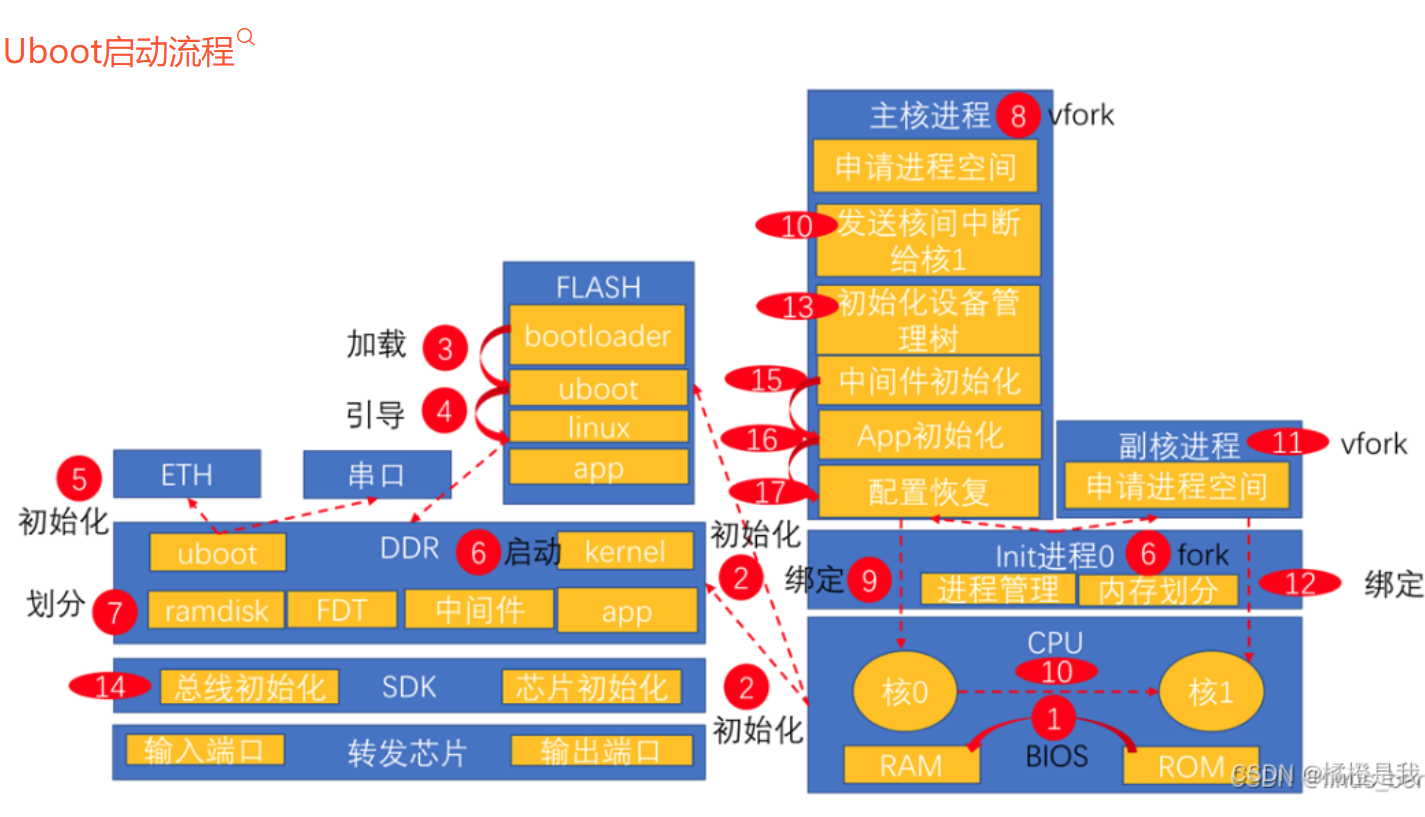 Uboot启动流程
主核进程 8 vfork
申请进程空间
10 发送核间中断
给核1
13 初始化设备管
理树
15 中间件初始化
16 App初始化
17 配置恢复
副核进程 11 vfork
申请进程空间
FLASH
加载 3 bootloader
uboot
引导 4
linux
app
5 ETH 串口
初始化
uboot DDR 6 启动 kernel
划分 7 ramdisk FDT 中间件 app
14 总线初始化 SDK 芯片初始化
输入端口 转发芯片 输出端口
初始化
2
2
初始化
Init进程0 6 fork
绑定 9 进程管理 内存划分 12 绑定
CPU
10
核0 核1
1
RAM BIOS ROM
CSDN @橘橙是我